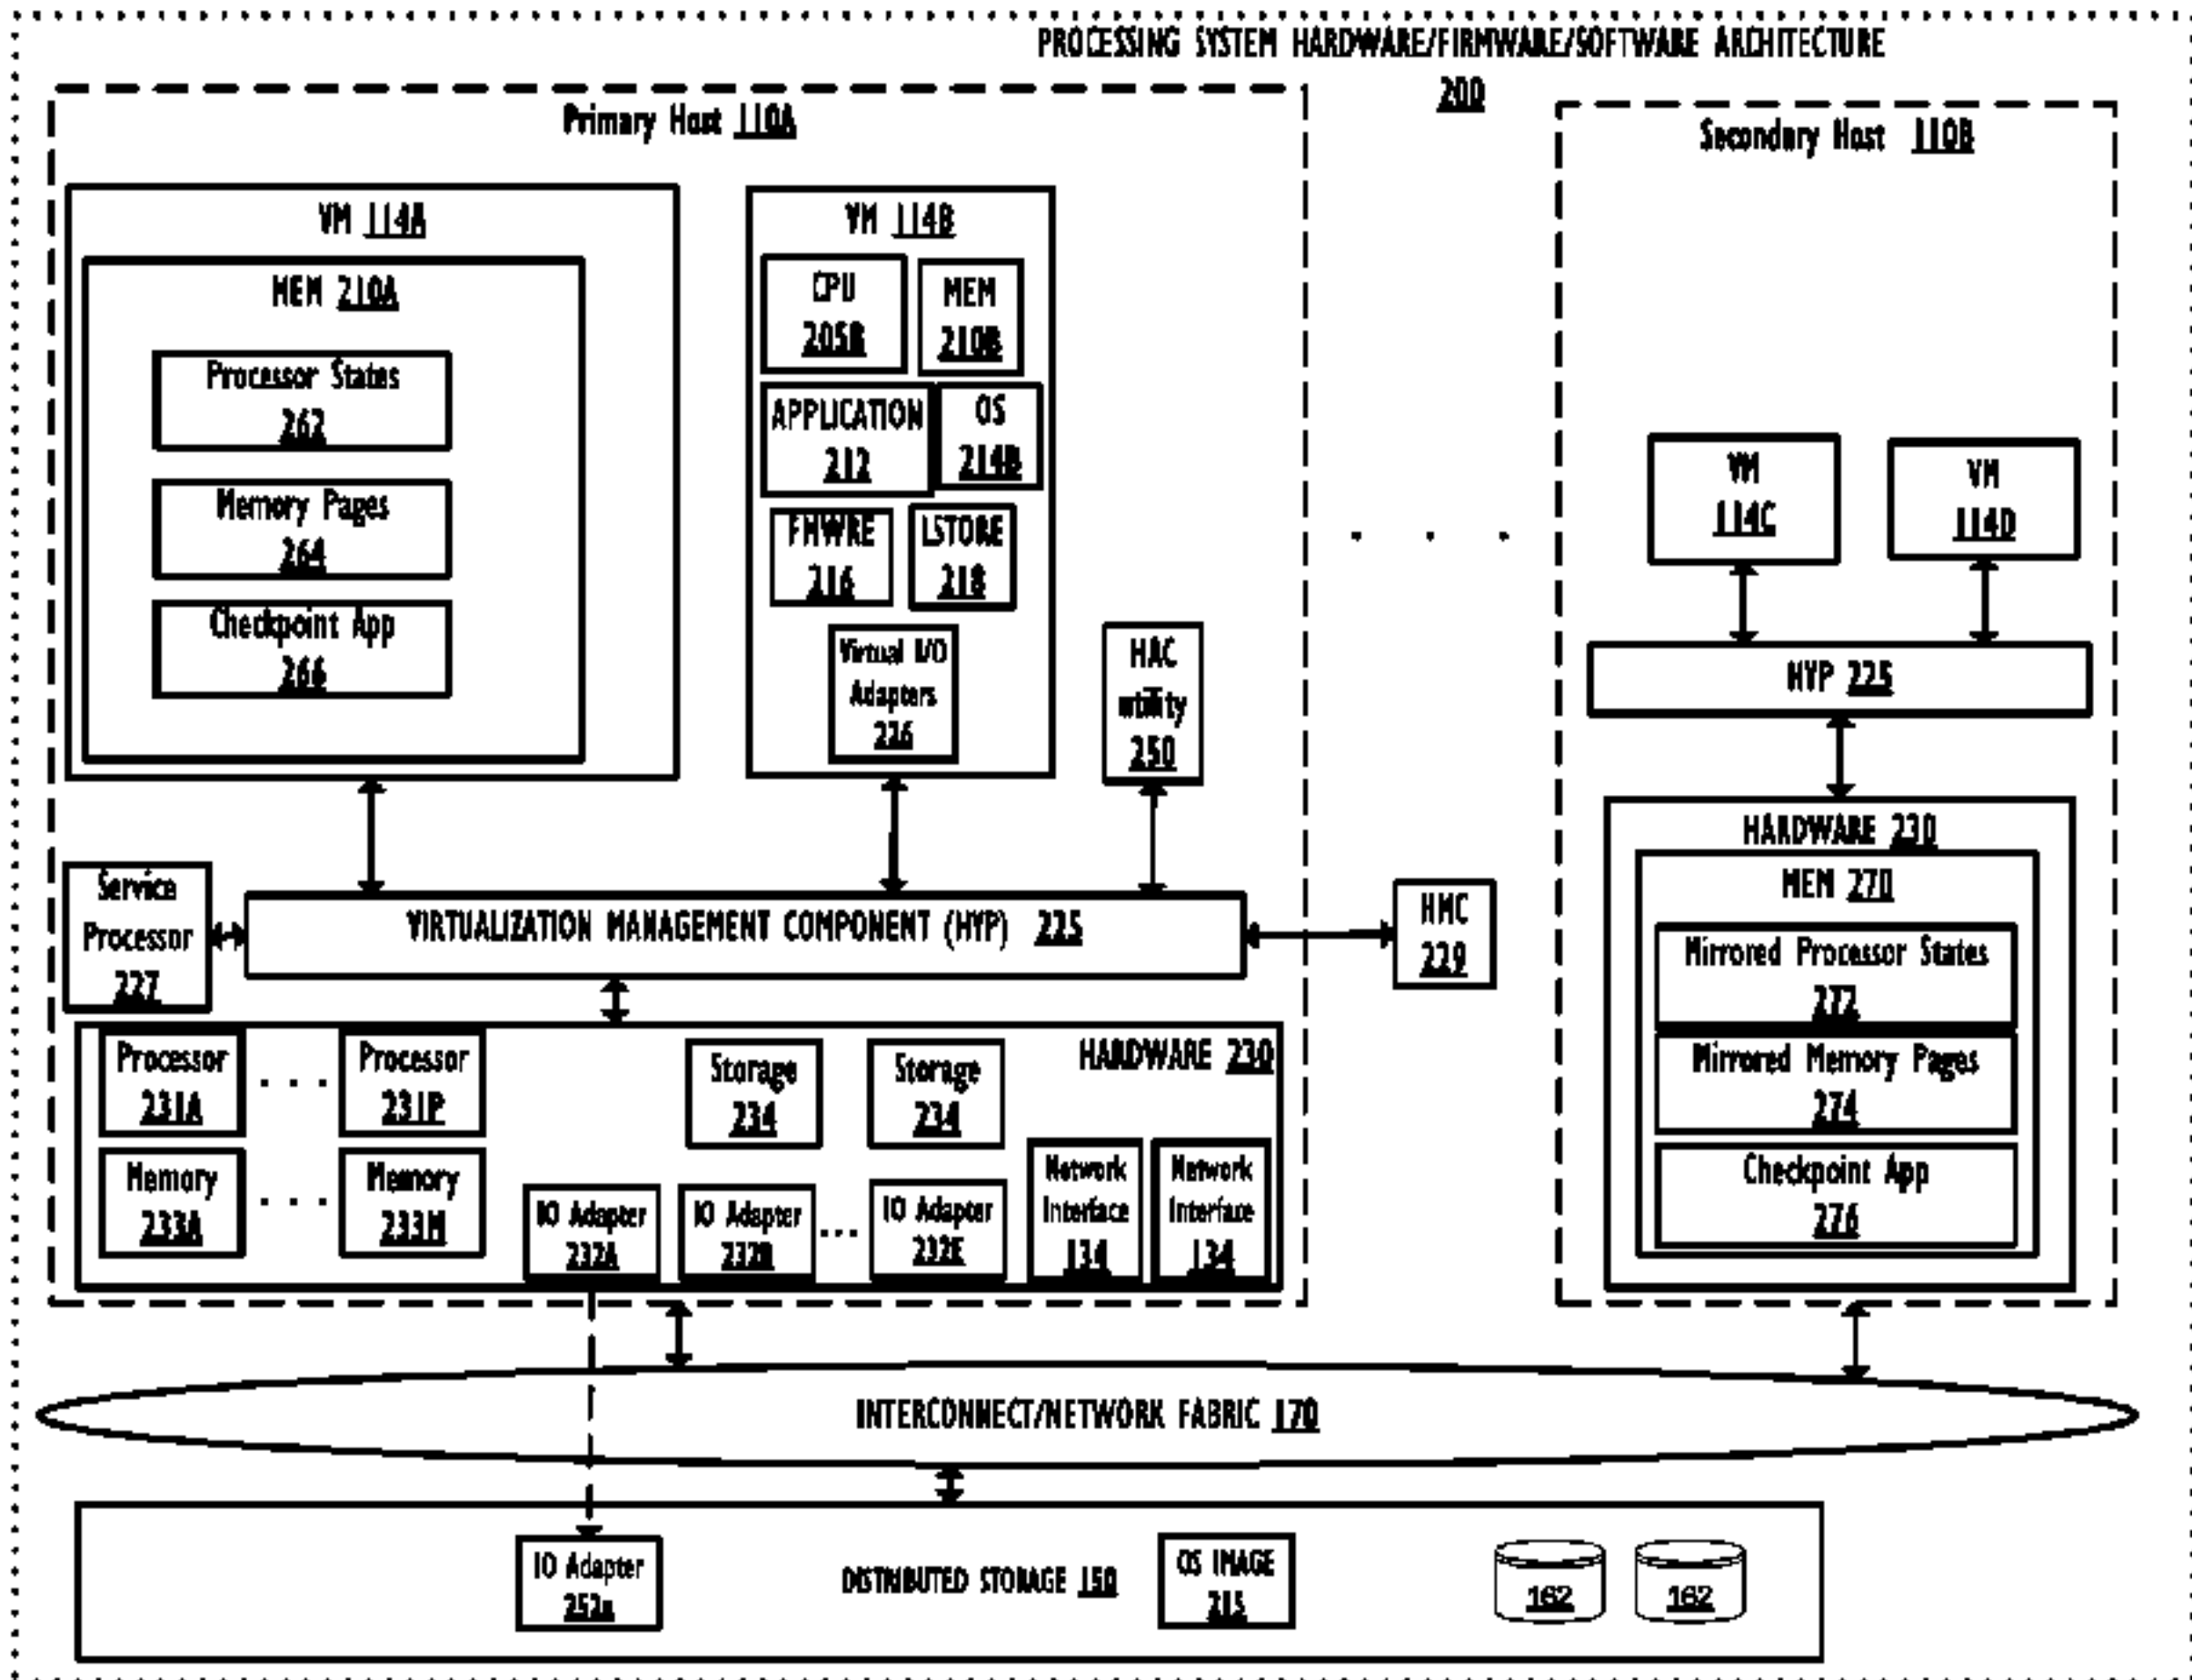 PROCESSING SYSTEM HARDWARE/FIRMWARE/SOFTWARE ARCHITECTURE
200
Primary Host 110A
VM 114A
MEM 210A
Processor States
262
Memory Pages
264
Checkpoint App
266
VM 114B
CPU
205B
MEM
210B
APPLICATION
212
OS
214B
FMWRE
216
LSTORE
218
Virtual I/O
Adapters
226
HAC
utility
250
. . .
Secondary Host 110B
VM
114C
VM
114D
HYP 225
HARDWARE 230
MEM 270
Mirrored Processor States
272
Mirrored Memory Pages
274
Checkpoint App
276
Service
Processor
227
VIRTUALIZATION MANAGEMENT COMPONENT (HYP) 225
HMC
229
HARDWARE 230
Processor
231A
. . .
Processor
231P
Storage
234
Storage
234
Memory
233A
. . .
Memory
233M
IO Adapter
232A
IO Adapter
232B
...
IO Adapter
232E
Network
Interface
134
Network
Interface
134
INTERCONNECT/NETWORK FABRIC 170
IO Adapter
252n
DISTRIBUTED STORAGE 150
OS IMAGE
215
162
162